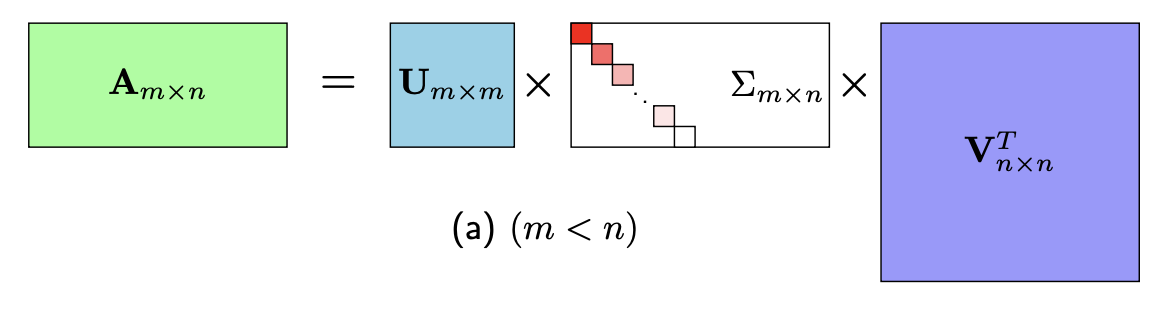 𝐀_{m×n} = 𝐔_{m×m} × Σ_{m×n} × 𝐕^T_{n×n}
(a) (m < n)